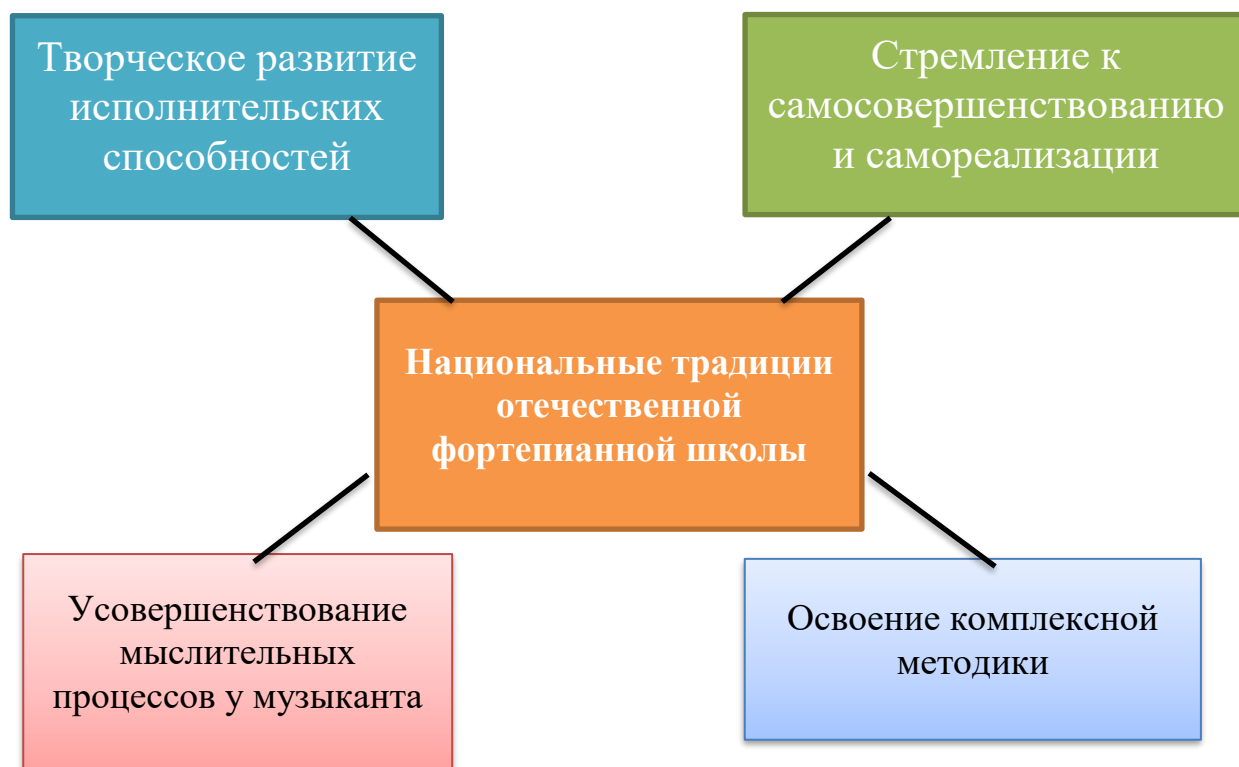 Творческое развитие
исполнительских
способностей
Стремление к
самосовершенствованию
и самореализации
Национальные традиции
отечественной
фортепианной школы
Усовершенствование
мыслительных
процессов у музыканта
Освоение комплексной
методики